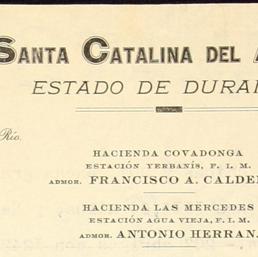 SANTA CATALINA DEL
ESTADO DE DURA
Río.
HACIENDA COVADONGA
ESTACIÓN YERBANÍS, F. I. M.
ADMOR. FRANCISCO A. CALDE
HACIENDA LAS MERCEDES
ESTACIÓN AGUA VIEJA, F. I. M.
ADMOR. ANTONIO HERRAN